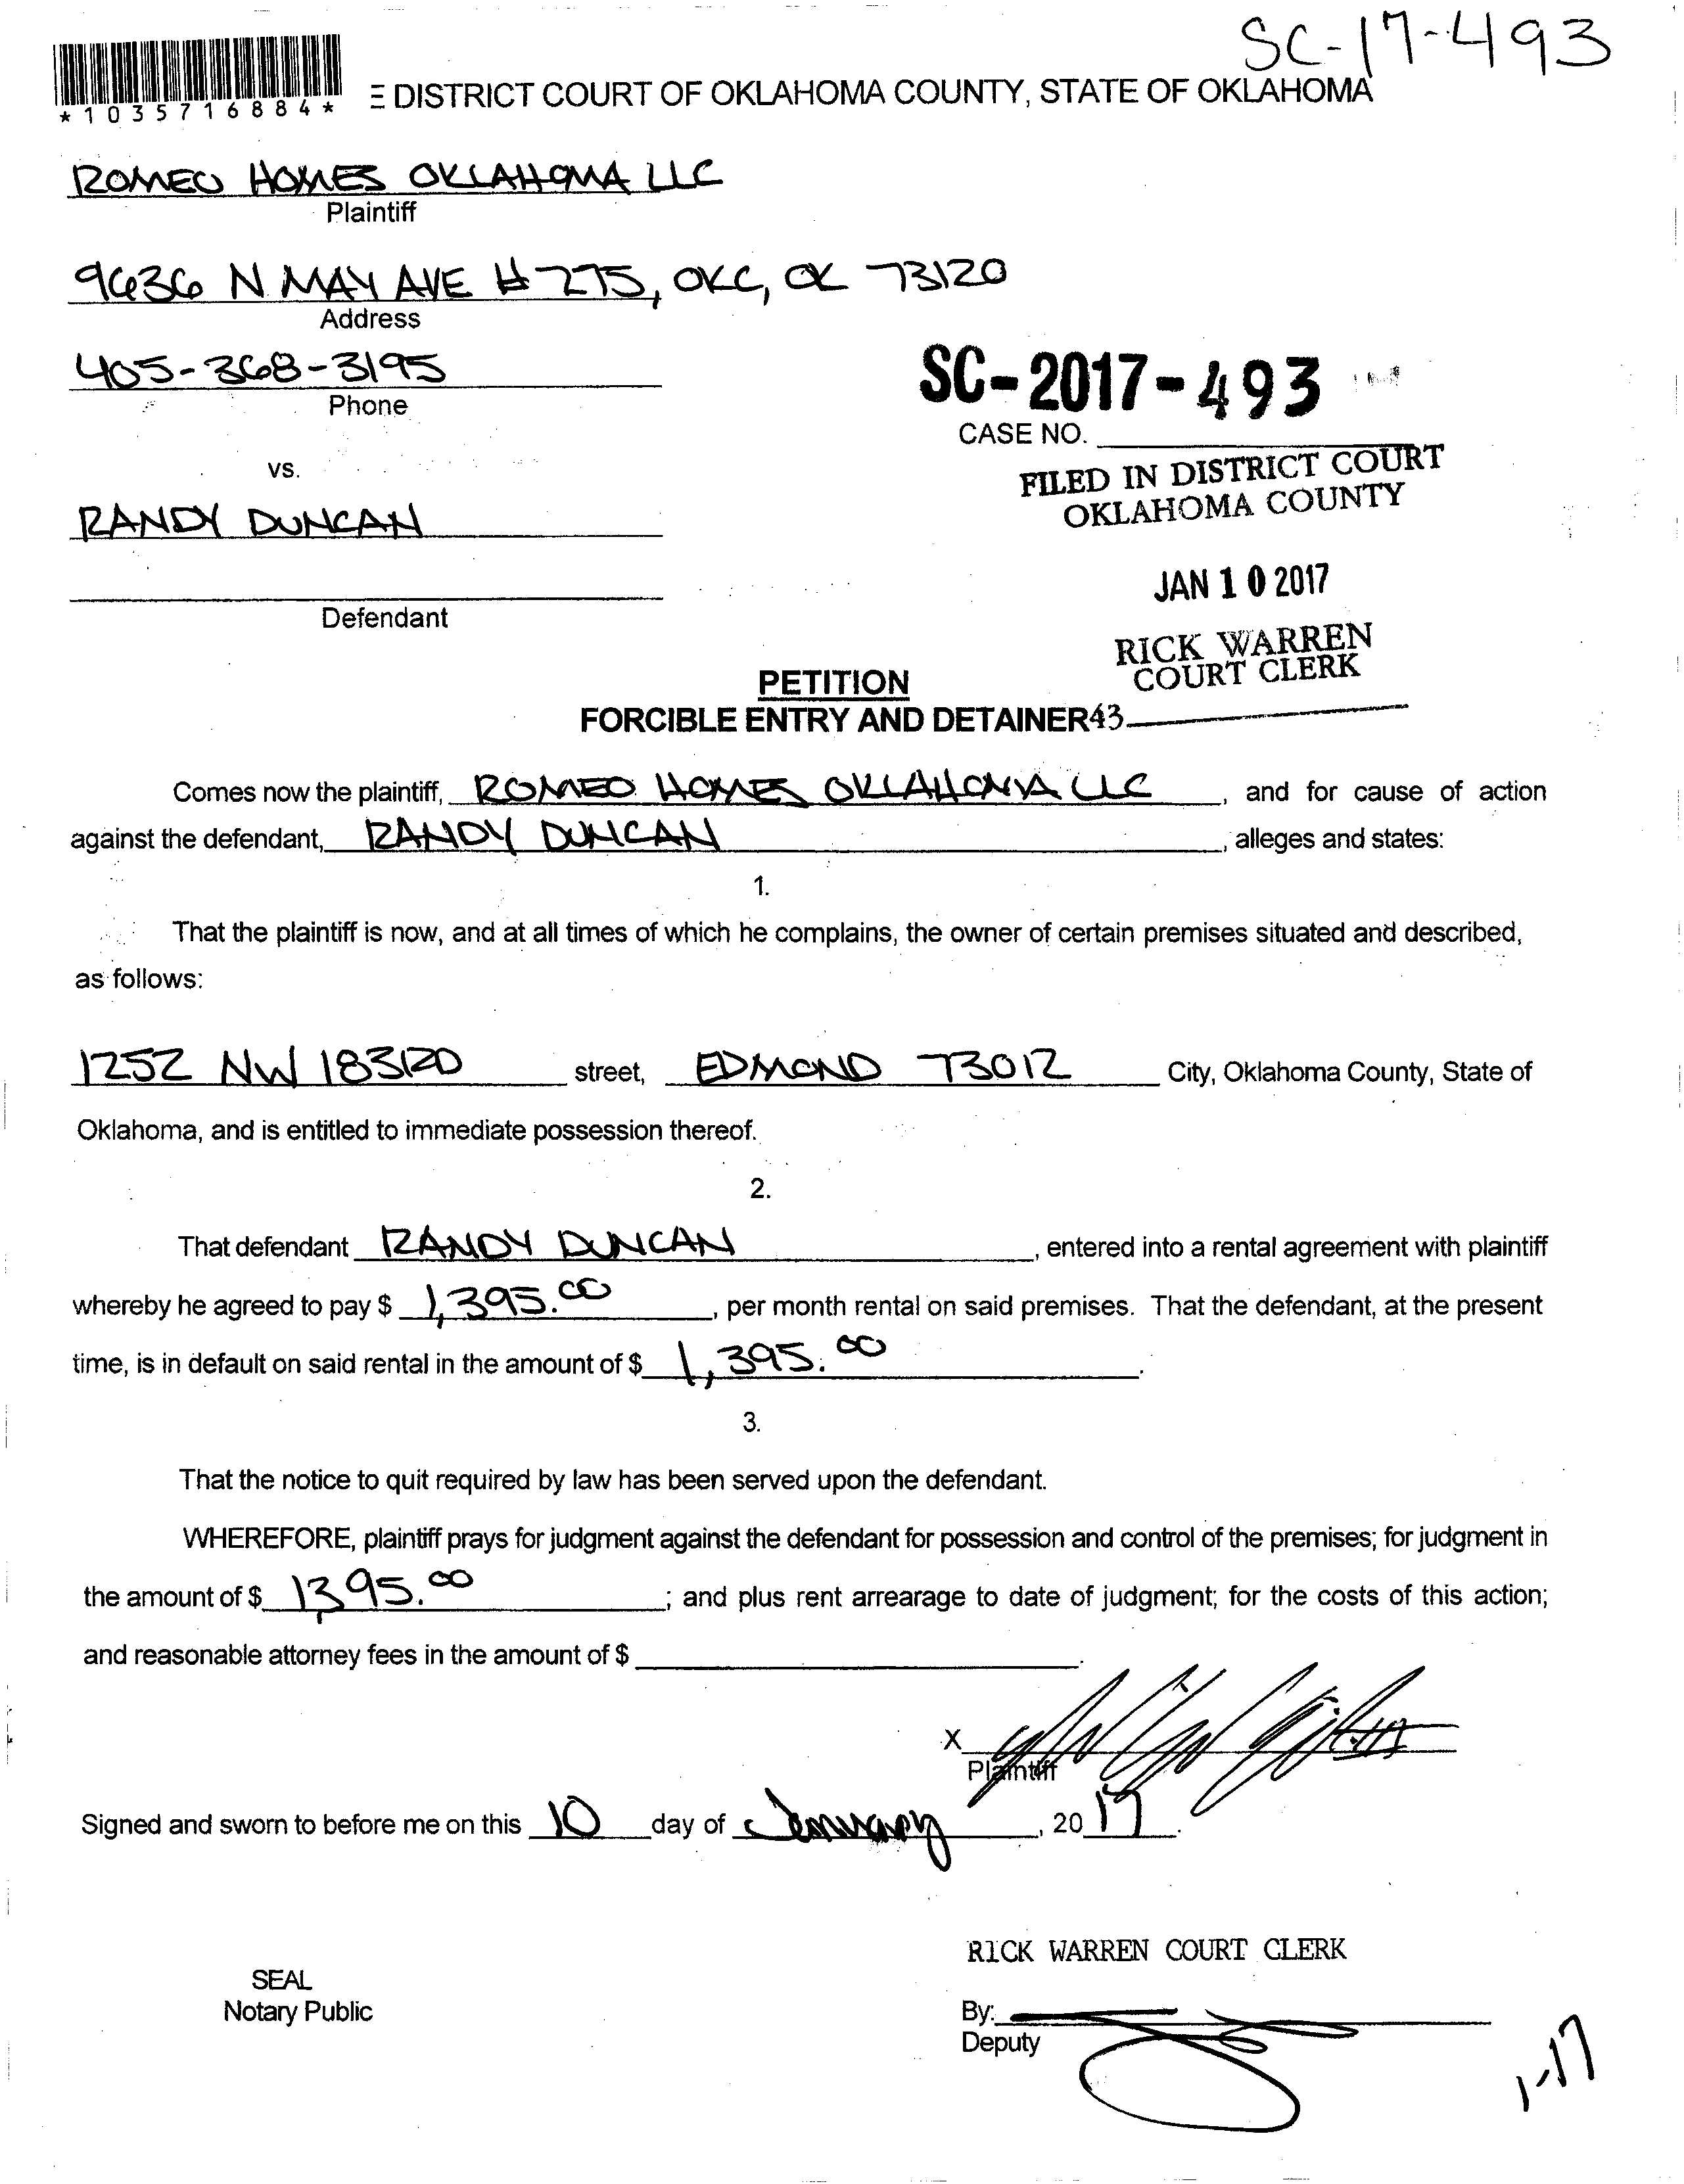 SC-17-493
*1035716884*
E DISTRICT COURT OF OKLAHOMA COUNTY, STATE OF OKLAHOMA
ROMEO HOMES OKLAHOMA LLC
Plaintiff
9636 N MAY AVE # 275, OKC, OK 73120
Address
405-368-3195
Phone
SC-2017-493
CASE NO.
vs.
FILED IN DISTRICT COURT
OKLAHOMA COUNTY
RANDY DUNCAN
JAN 10 2017
Defendant
RICK WARREN
COURT CLERK
PETITION
FORCIBLE ENTRY AND DETAINER
43
Comes now the plaintiff, ROMEO HOMES OKLAHOMA LLC, and for cause of action
against the defendant, RANDY DUNCAN, alleges and states:
1.
That the plaintiff is now, and at all times of which he complains, the owner of certain premises situated and described,
as follows:
1252 NW 183RD street, EDMOND 73012 City, Oklahoma County, State of
Oklahoma, and is entitled to immediate possession thereof.
2.
That defendant RANDY DUNCAN, entered into a rental agreement with plaintiff
whereby he agreed to pay $ 1,395.00, per month rental on said premises. That the defendant, at the present
time, is in default on said rental in the amount of $ 1,395.00.
3.
That the notice to quit required by law has been served upon the defendant.
WHEREFORE, plaintiff prays for judgment against the defendant for possession and control of the premises; for judgment in
the amount of $ 1,395.00; and plus rent arrearage to date of judgment; for the costs of this action;
and reasonable attorney fees in the amount of $ .
X
Plaintiff
Signed and sworn to before me on this 10 day of January, 2017.
RICK WARREN COURT CLERK
SEAL
Notary Public
By:
Deputy
1-17